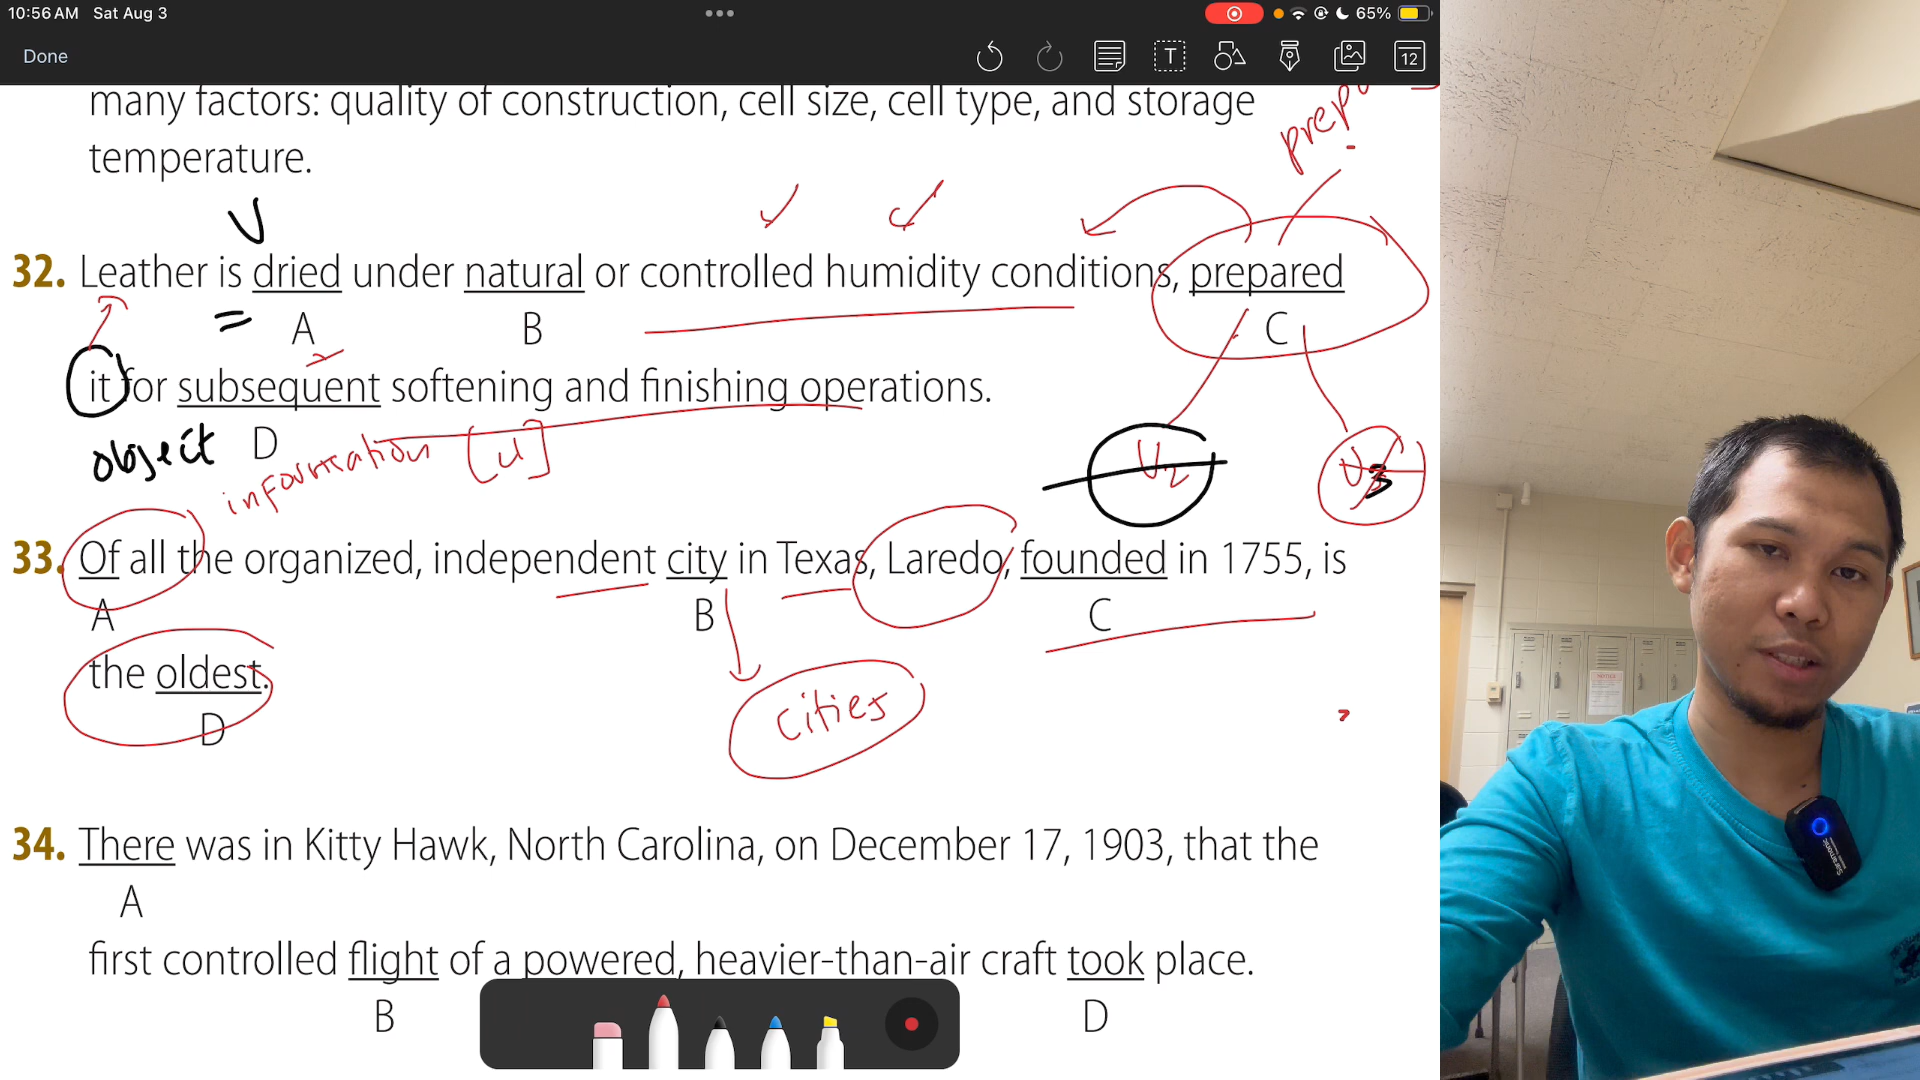 10:56 AM Sat Aug 3
65%
Done
T
12
many factors: quality of construction, cell size, cell type, and storage
temperature.
prep
V
32. Leather is dried under natural or controlled humidity conditions, prepared
A B C
it for subsequent softening and finishing operations.
object D
information [U]
V2
33. Of all the organized, independent city in Texas, Laredo, founded in 1755, is
A B C
the oldest.
D
cities
34. There was in Kitty Hawk, North Carolina, on December 17, 1903, that the
A
first controlled flight of a powered, heavier-than-air craft took place.
B D
Saramonic